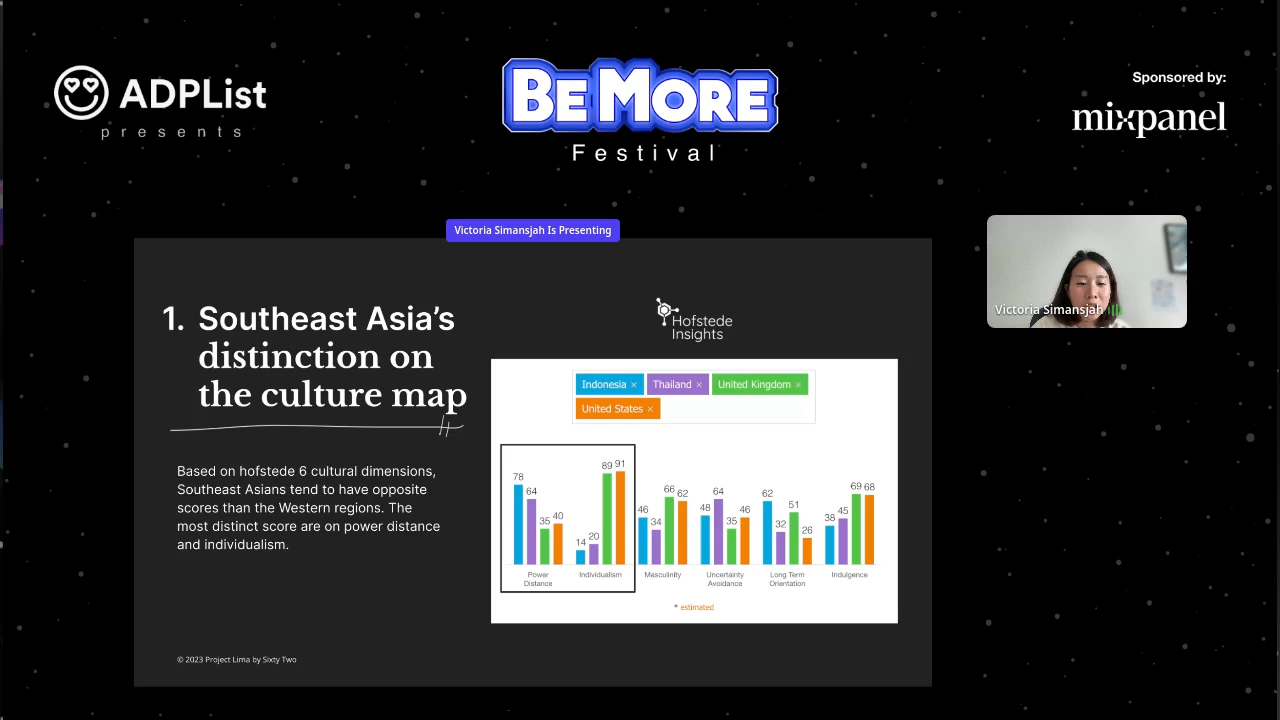 ADPList
presents
BEMORE
Festival
Sponsored by:
mixpanel
Victoria Simansjah Is Presenting
Victoria Simansjah
1. Southeast Asia's
distinction on
the culture map
Based on hofstede 6 cultural dimensions,
Southeast Asians tend to have opposite
scores than the Western regions. The
most distinct score are on power distance
and individualism.
© 2023 Project Lima by Sixty Two
Hofstede
Insights
Indonesia × Thailand × United Kingdom ×
United States ×
78 64 35 40
14 20 89 91
46 34 66 62
48 64 35 46
62 32 51 26
38 45 69 68
Power
Distance
Individualism
Masculinity
Uncertainty
Avoidance
Long Term
Orientation
Indulgence
* estimated